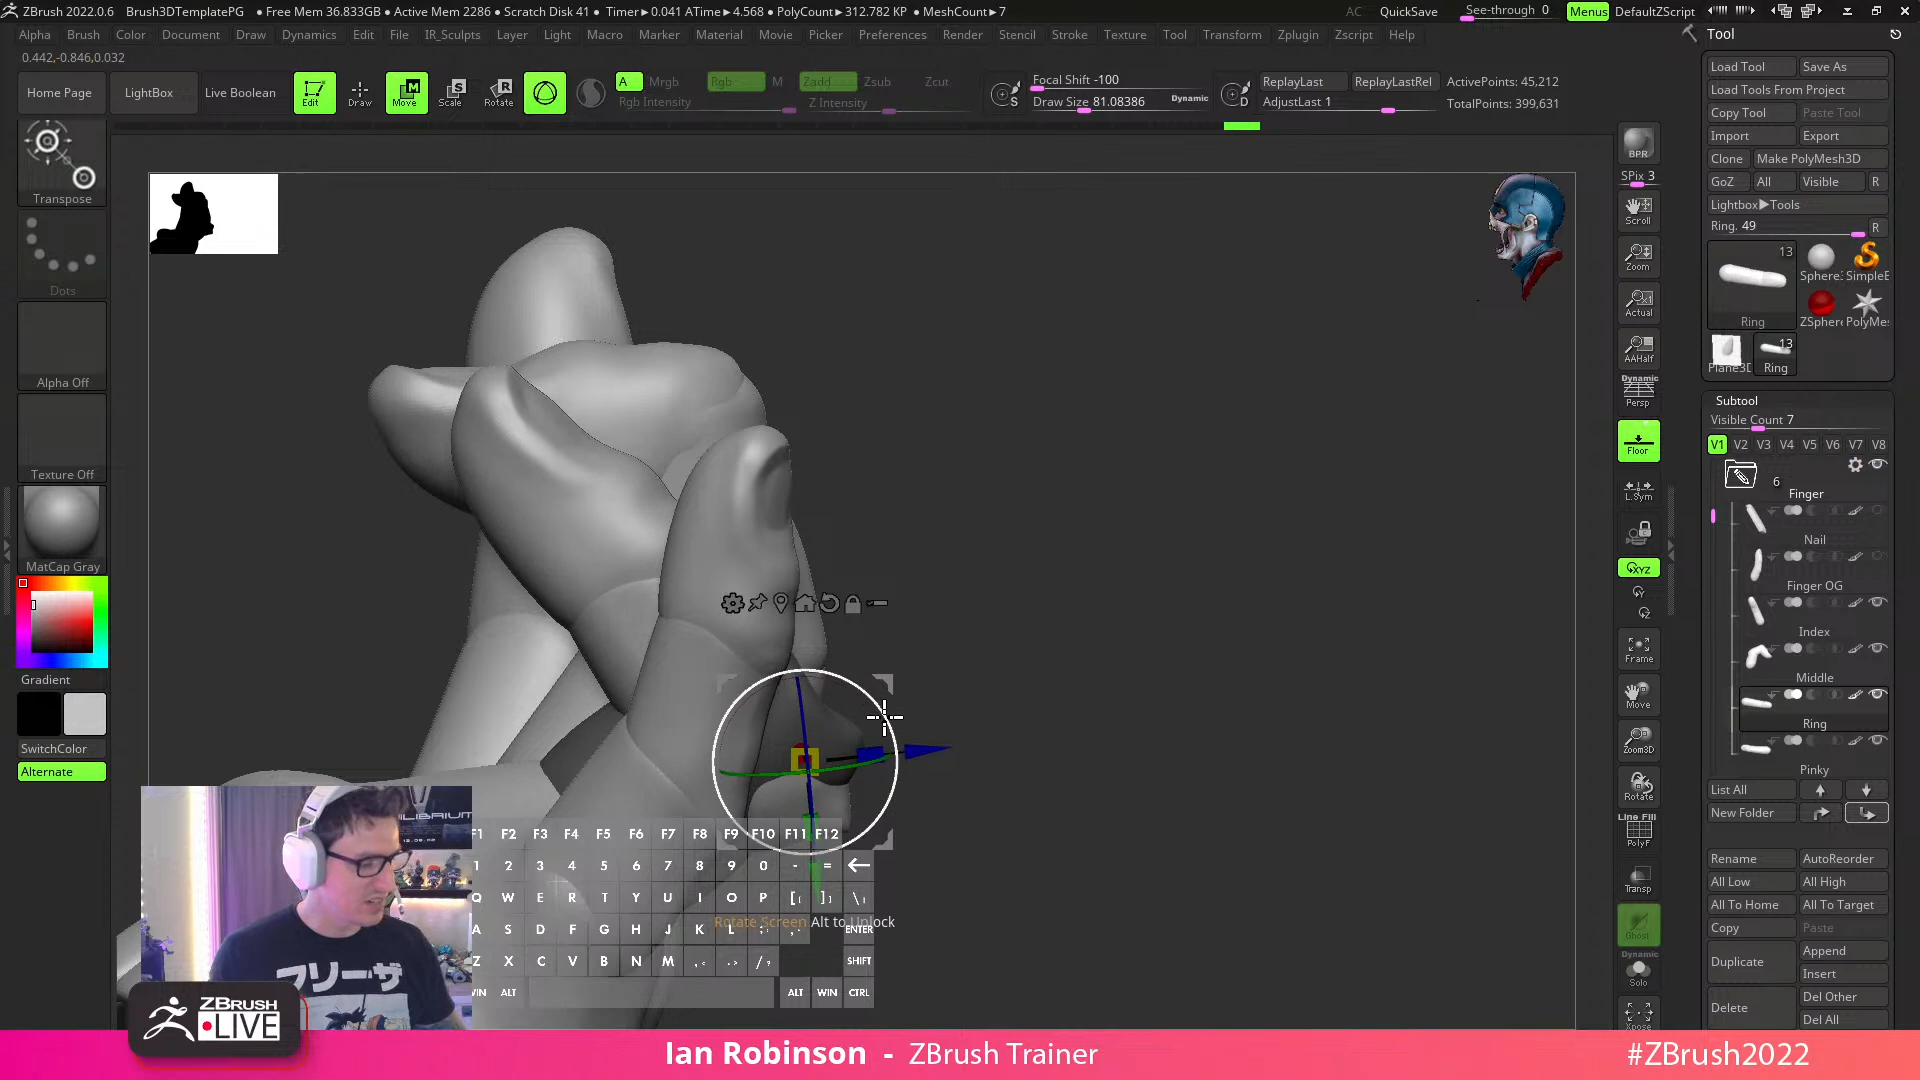 ZBrush 2022.0.6 Brush3DTemplatePG • Free Mem 36.833GB • Active Mem 2286 • Scratch Disk 41 • Timer▶0.041 ATime▶4.568 • PolyCount▶312.782 KP • MeshCount▶7 AC QuickSave See-through 0 Menus DefaultZScript
Alpha Brush Color Document Draw Dynamics Edit File IR_Sculpts Layer Light Macro Marker Material Movie Picker Preferences Render Stencil Stroke Texture Tool Transform Zplugin Zscript Help
0.442,-0.846,0.032
Home Page LightBox Live Boolean Edit Draw Move Scale Rotate
A Mrgb Rgb M Zadd Zsub Zcut
Rgb Intensity Z Intensity
S Focal Shift -100 D ReplayLast ReplayLastRel ActivePoints: 45,212
Draw Size 81.08386 Dynamic AdjustLast 1 TotalPoints: 399,631
Transpose
Dots
Alpha Off
Texture Off
MatCap Gray
Gradient
SwitchColor
Alternate
BPR
SPix 3
Scroll
Zoom
Actual
AAHalf
Dynamic
Persp
Floor
L.Sym
XYZ
Y
Z
Frame
Move
Zoom3D
Rotate
Line Fill
PolyF
Transp
Ghost
Dynamic
Solo
Xpose
Tool
Load Tool Save As
Load Tools From Project
Copy Tool Paste Tool
Import Export
Clone Make PolyMesh3D
GoZ All Visible R
Lightbox▶Tools
Ring. 49 R
13
Ring
Sphere: SimpleB
ZSphere PolyMes
13
Plane3D Ring
Subtool
Visible Count 7
V1 V2 V3 V4 V5 V6 V7 V8
6
Finger
Nail
Finger OG
Index
Middle
Ring
Pinky
List All
New Folder
Rename AutoReorder
All Low All High
All To Home All To Target
Copy Paste
Duplicate Append
Insert
Delete Del Other
Del All
F1 F2 F3 F4 F5 F6 F7 F8 F9 F10 F11 F12
1 2 3 4 5 6 7 8 9 0 - =
Q W E R T Y U I O P [ ] \
Rotate Screen Alt to Unlock
A S D F G H J K L ; ENTER
Z X C V B N M , . / SHIFT
WIN ALT ALT WIN CTRL
フリーザ
ZBRUSH
LIVE
Ian Robinson - ZBrush Trainer
#ZBrush2022